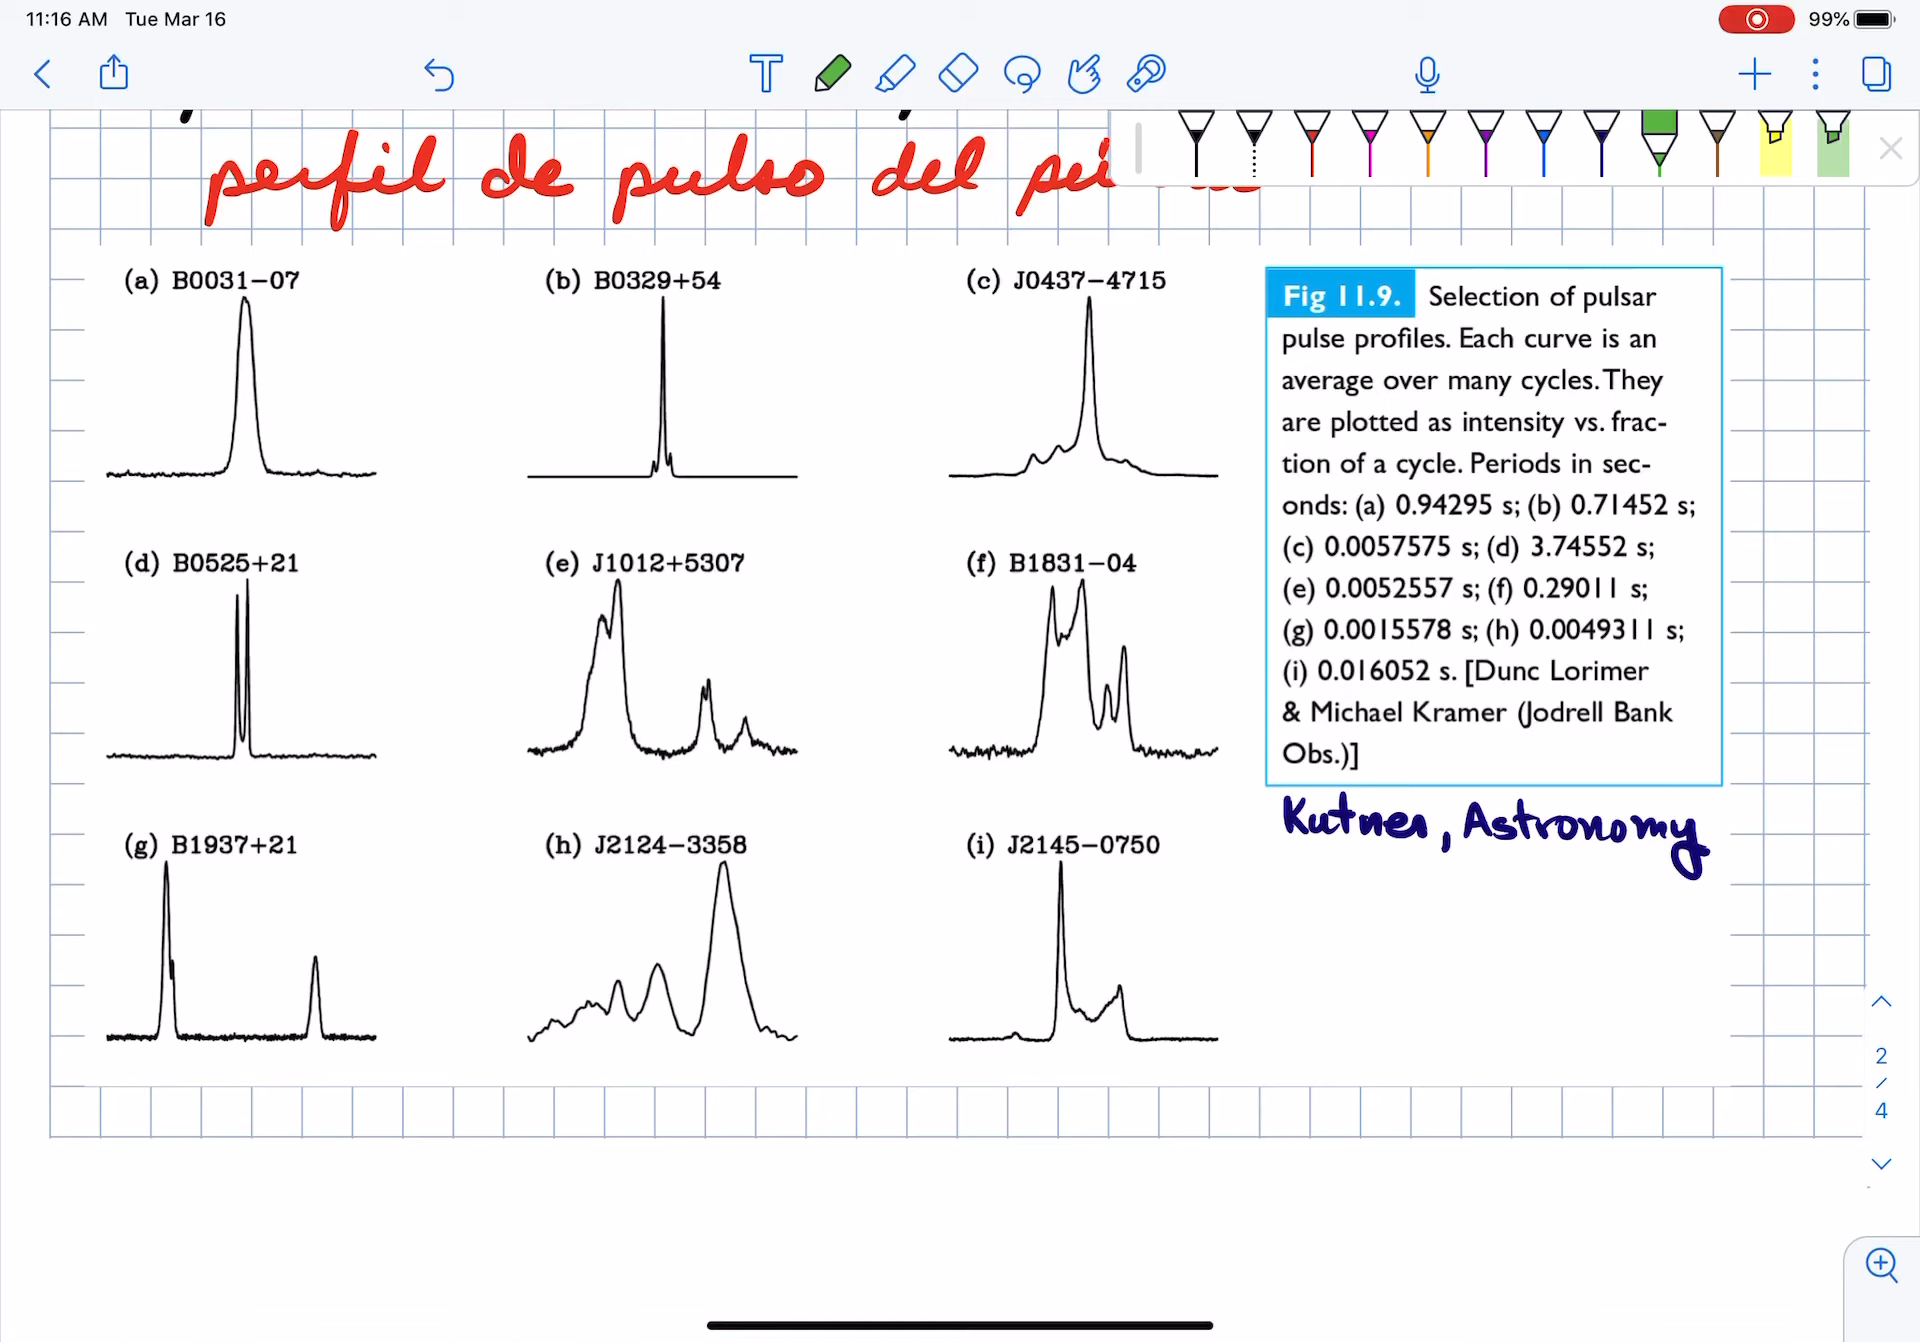 11:16 AM Tue Mar 16
99%
perfil de pulso del
(a) B0031−07
(b) B0329+54
(c) J0437−4715
(d) B0525+21
(e) J1012+5307
(f) B1831−04
(g) B1937+21
(h) J2124−3358
(i) J2145−0750
Fig 11.9. Selection of pulsar
pulse profiles. Each curve is an
average over many cycles. They
are plotted as intensity vs. frac-
tion of a cycle. Periods in sec-
onds: (a) 0.94295 s; (b) 0.71452 s;
(c) 0.0057575 s; (d) 3.74552 s;
(e) 0.0052557 s; (f) 0.29011 s;
(g) 0.0015578 s; (h) 0.0049311 s;
(i) 0.016052 s. [Dunc Lorimer
& Michael Kramer (Jodrell Bank
Obs.)]
Kutner, Astronomy
2
/
4